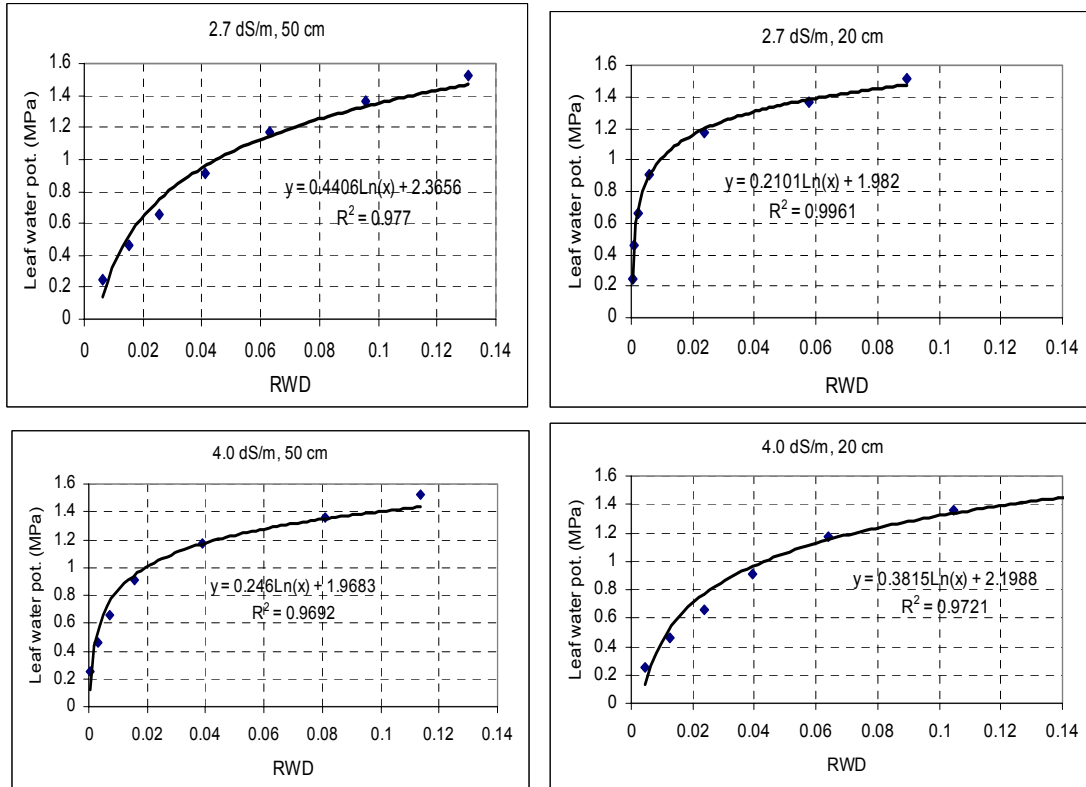 2.7 dS/m, 50 cm
Leaf water pot. (MPa)
1.6
1.4
1.2
1
0.8
0.6
0.4
0.2
0
y = 0.4406Ln(x) + 2.3656
R² = 0.977
0 0.02 0.04 0.06 0.08 0.1 0.12 0.14
RWD
2.7 dS/m, 20 cm
Leaf water pot. (MPa)
1.6
1.4
1.2
1
0.8
0.6
0.4
0.2
0
y = 0.2101Ln(x) + 1.982
R² = 0.9961
0 0.02 0.04 0.06 0.08 0.1 0.12 0.14
RWD
4.0 dS/m, 50 cm
Leaf water pot. (MPa)
1.6
1.4
1.2
1
0.8
0.6
0.4
0.2
0
y = 0.246Ln(x) + 1.9683
R² = 0.9692
0 0.02 0.04 0.06 0.08 0.1 0.12 0.14
RWD
4.0 dS/m, 20 cm
Leaf water pot. (MPa)
1.6
1.4
1.2
1
0.8
0.6
0.4
0.2
0
y = 0.3815Ln(x) + 2.1988
R² = 0.9721
0 0.02 0.04 0.06 0.08 0.1 0.12 0.14
RWD